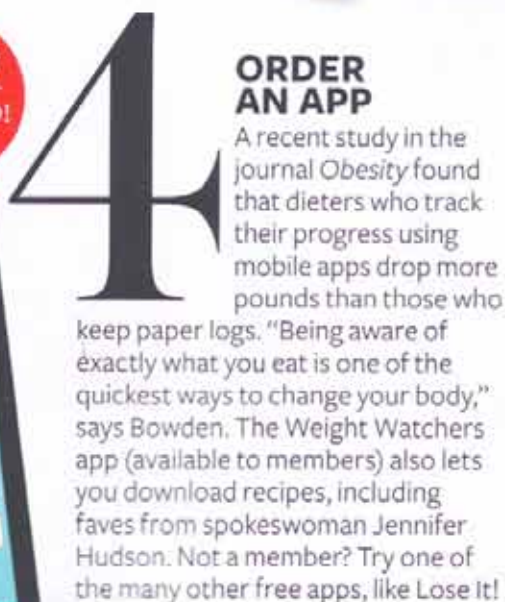 4
ORDER
AN APP
A recent study in the
journal Obesity found
that dieters who track
their progress using
mobile apps drop more
pounds than those who
keep paper logs. “Being aware of
exactly what you eat is one of the
quickest ways to change your body,”
says Bowden. The Weight Watchers
app (available to members) also lets
you download recipes, including
faves from spokeswoman Jennifer
Hudson. Not a member? Try one of
the many other free apps, like Lose It!